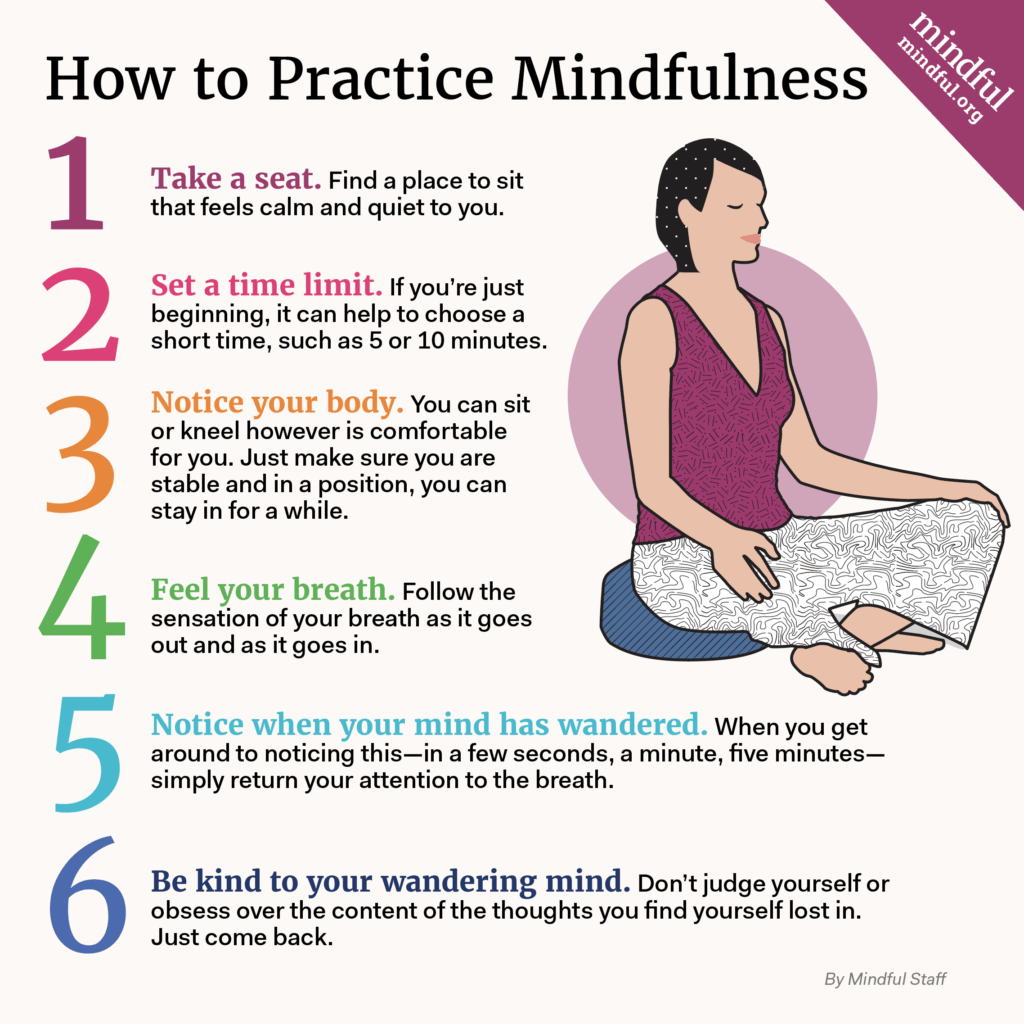 How to Practice Mindfulness
mindful
mindful.org
1
Take a seat. Find a place to sit
that feels calm and quiet to you.
2
Set a time limit. If you’re just
beginning, it can help to choose a
short time, such as 5 or 10 minutes.
3
Notice your body. You can sit
or kneel however is comfortable
for you. Just make sure you are
stable and in a position, you can
stay in for a while.
4
Feel your breath. Follow the
sensation of your breath as it goes
out and as it goes in.
5
Notice when your mind has wandered. When you get
around to noticing this—in a few seconds, a minute, five minutes—
simply return your attention to the breath.
6
Be kind to your wandering mind. Don’t judge yourself or
obsess over the content of the thoughts you find yourself lost in.
Just come back.
By Mindful Staff